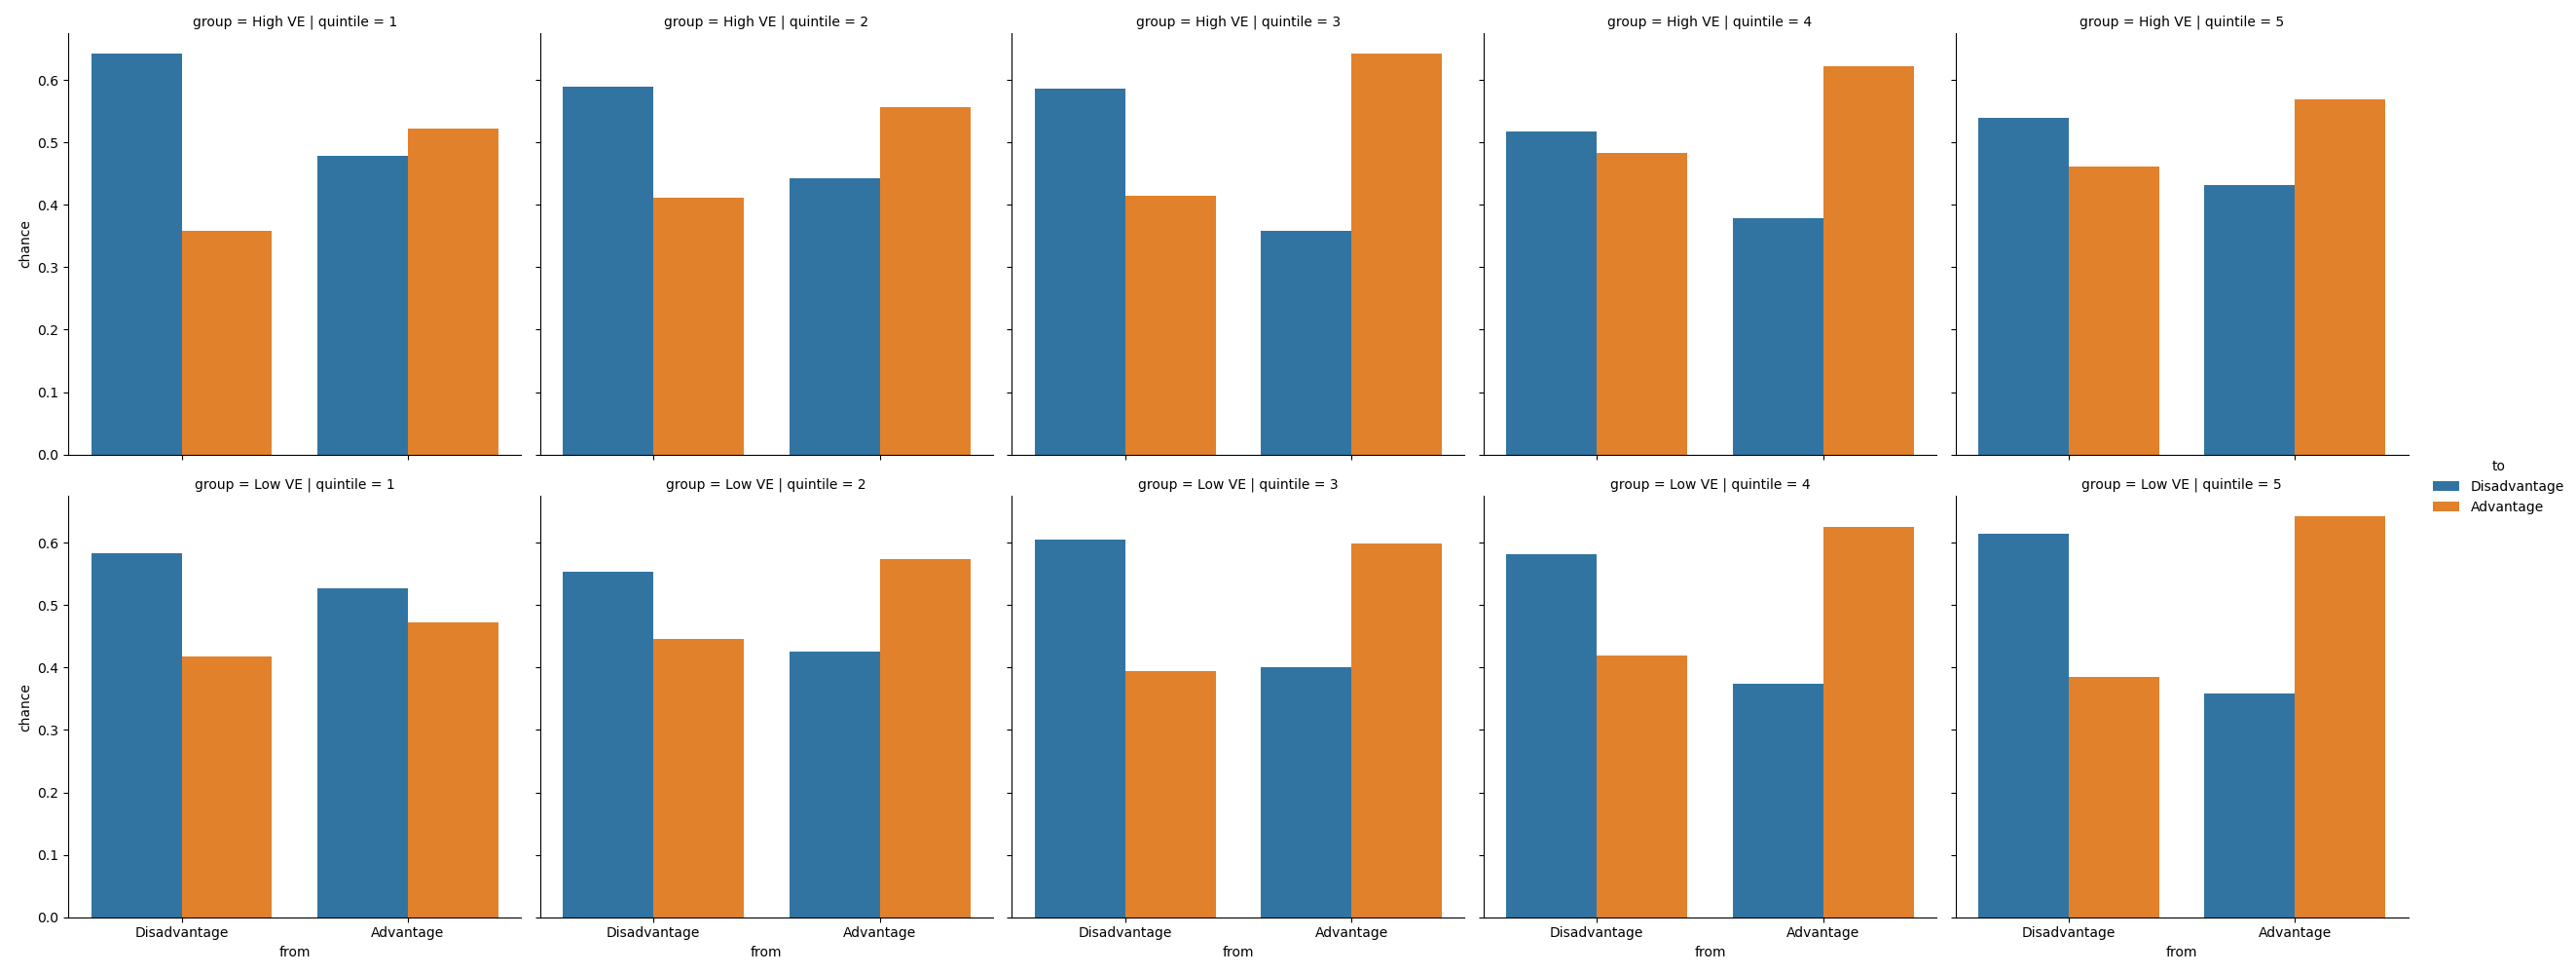 group = High VE | quintile = 1
group = High VE | quintile = 2
group = High VE | quintile = 3
group = High VE | quintile = 4
group = High VE | quintile = 5
0.6
0.5
0.4
0.3
0.2
0.1
0.0
chance
group = Low VE | quintile = 1
group = Low VE | quintile = 2
group = Low VE | quintile = 3
group = Low VE | quintile = 4
group = Low VE | quintile = 5
0.6
0.5
0.4
0.3
0.2
0.1
0.0
chance
Disadvantage Advantage
from
Disadvantage Advantage
from
Disadvantage Advantage
from
Disadvantage Advantage
from
Disadvantage Advantage
from
to
Disadvantage
Advantage